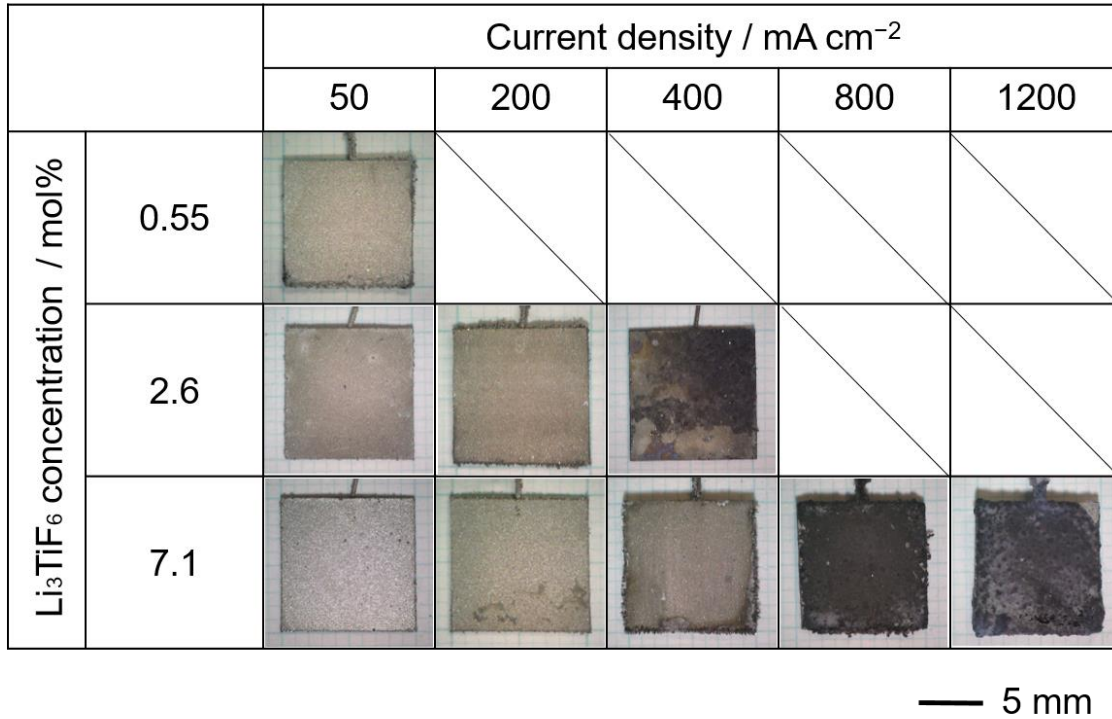 Current density / mA cm⁻²
50 200 400 800 1200
Li₃TiF₆ concentration / mol%
0.55
2.6
7.1
5 mm